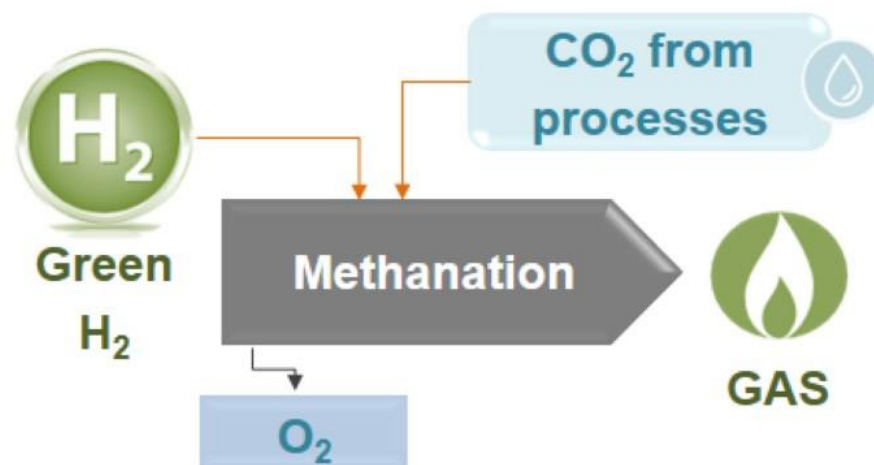 H₂
Green
H₂
CO₂ from
processes
Methanation
GAS
O₂